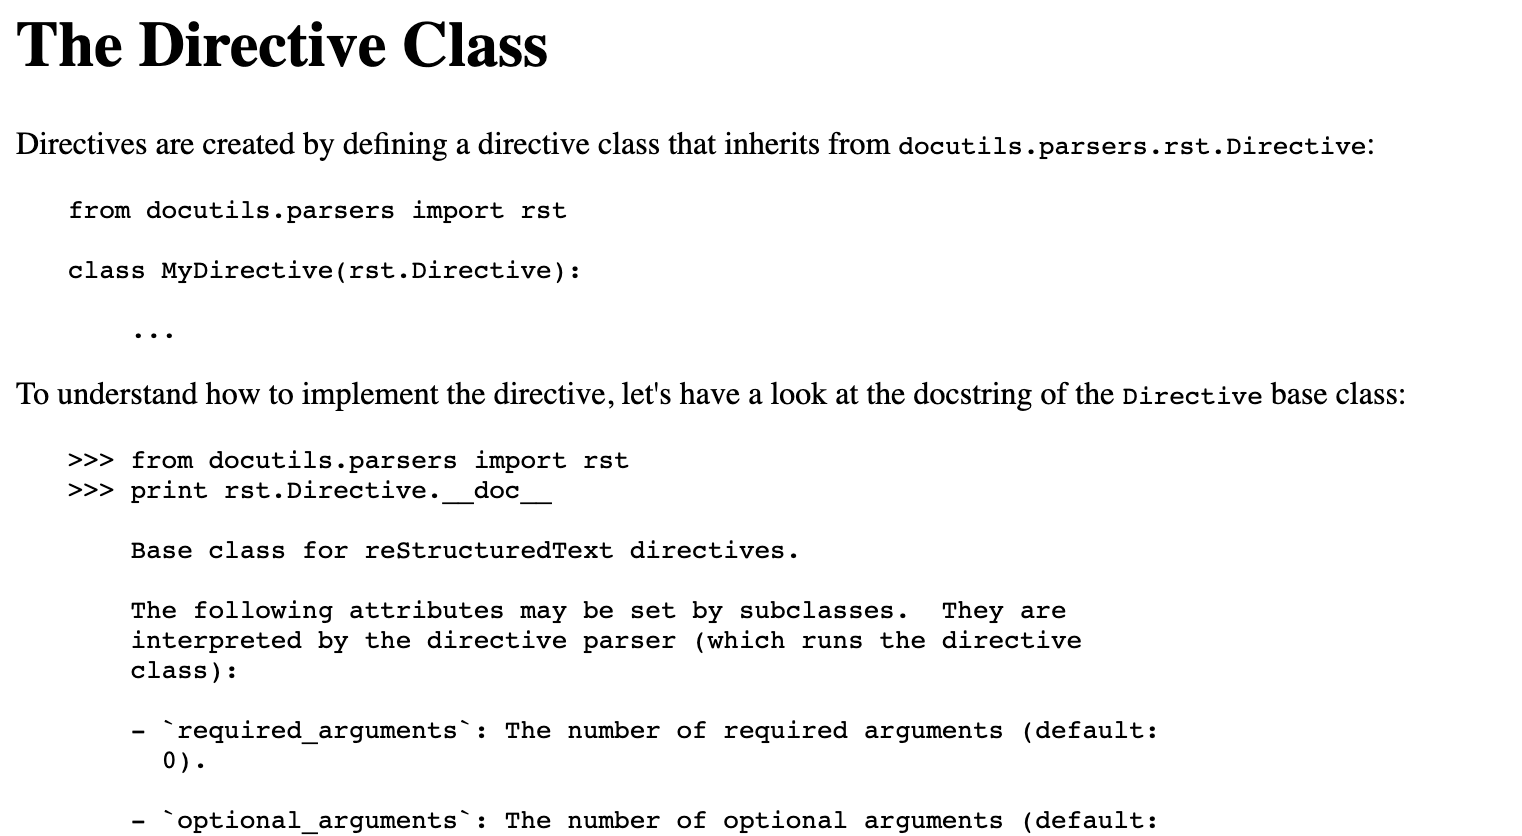 The Directive Class
Directives are created by defining a directive class that inherits from docutils.parsers.rst.Directive:
from docutils.parsers import rst
class MyDirective(rst.Directive):
...
To understand how to implement the directive, let's have a look at the docstring of the Directive base class:
>>> from docutils.parsers import rst
>>> print rst.Directive.__doc__
Base class for reStructuredText directives.
The following attributes may be set by subclasses.  They are
interpreted by the directive parser (which runs the directive
class):
- `required_arguments`: The number of required arguments (default:
0).
- `optional_arguments`: The number of optional arguments (default: